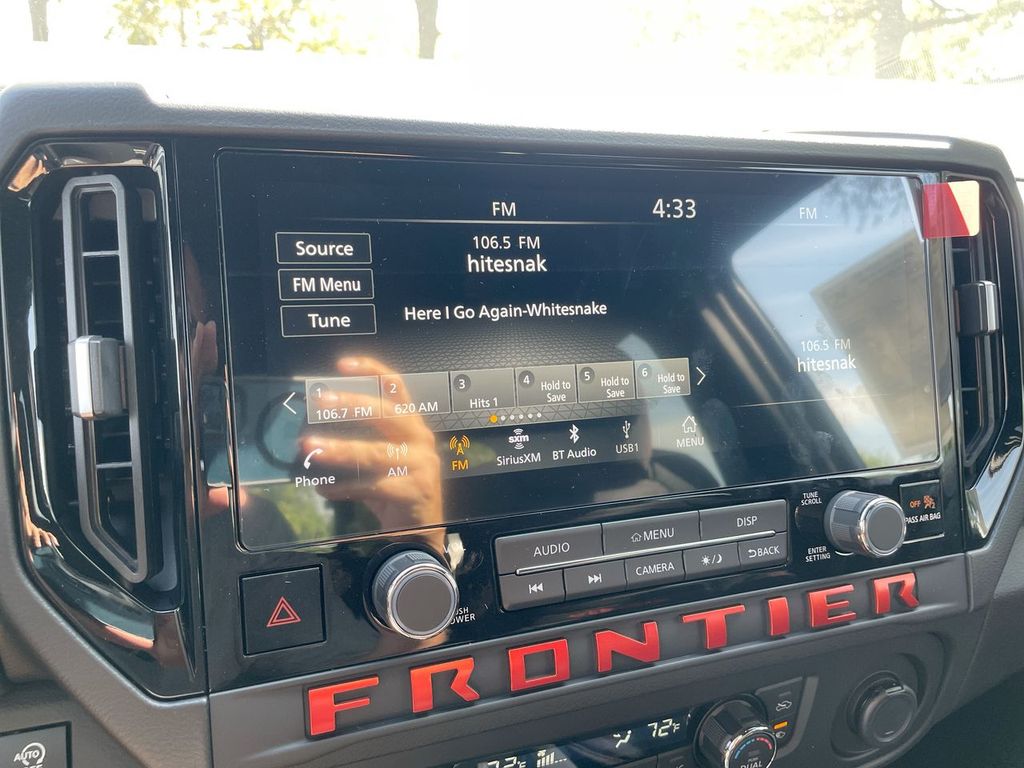 FM
4:33
FM
Source
106.5 FM
hitesnak
FM Menu
Tune
Here I Go Again-Whitesnake
106.5 FM
hitesnak
1
106.7 FM
2
620 AM
3
Hits 1
4
Hold to
Save
5
Hold to
Save
6
Hold to
Save
Phone
AM
FM
sxm
SiriusXM
BT Audio
USB1
MENU
AUDIO
MENU
DISP
CAMERA
BACK
TUNE
SCROLL
ENTER
SETTING
OFF
PASS AIR BAG
FRONTIER
AUTO
72°F
DUAL